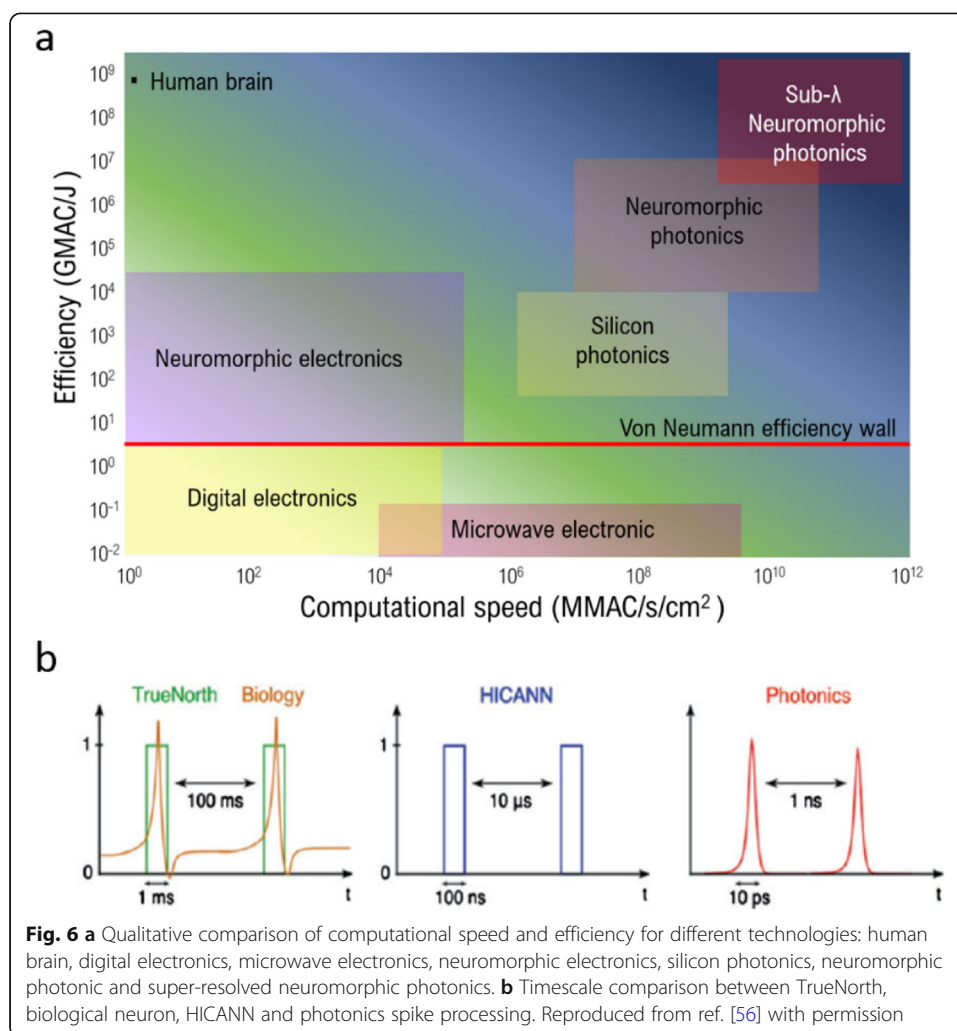 a
10⁹
10⁸
10⁷
10⁶
10⁵
10⁴
10³
10²
10¹
10⁰
10⁻¹
10⁻²
Efficiency (GMAC/J)
Human brain
Sub-λ
Neuromorphic
photonics
Neuromorphic
photonics
Silicon
photonics
Neuromorphic electronics
Von Neumann efficiency wall
Digital electronics
Microwave electronic
10⁰ 10² 10⁴ 10⁶ 10⁸ 10¹⁰ 10¹²
Computational speed (MMAC/s/cm²)
b
TrueNorth Biology
1
100 ms
0
1 ms
t
HICANN
1
10 µs
0
100 ns
t
Photonics
1 ns
10 ps
t
Fig. 6 a Qualitative comparison of computational speed and efficiency for different technologies: human
brain, digital electronics, microwave electronics, neuromorphic electronics, silicon photonics, neuromorphic
photonic and super-resolved neuromorphic photonics. b Timescale comparison between TrueNorth,
biological neuron, HICANN and photonics spike processing. Reproduced from ref. [56] with permission